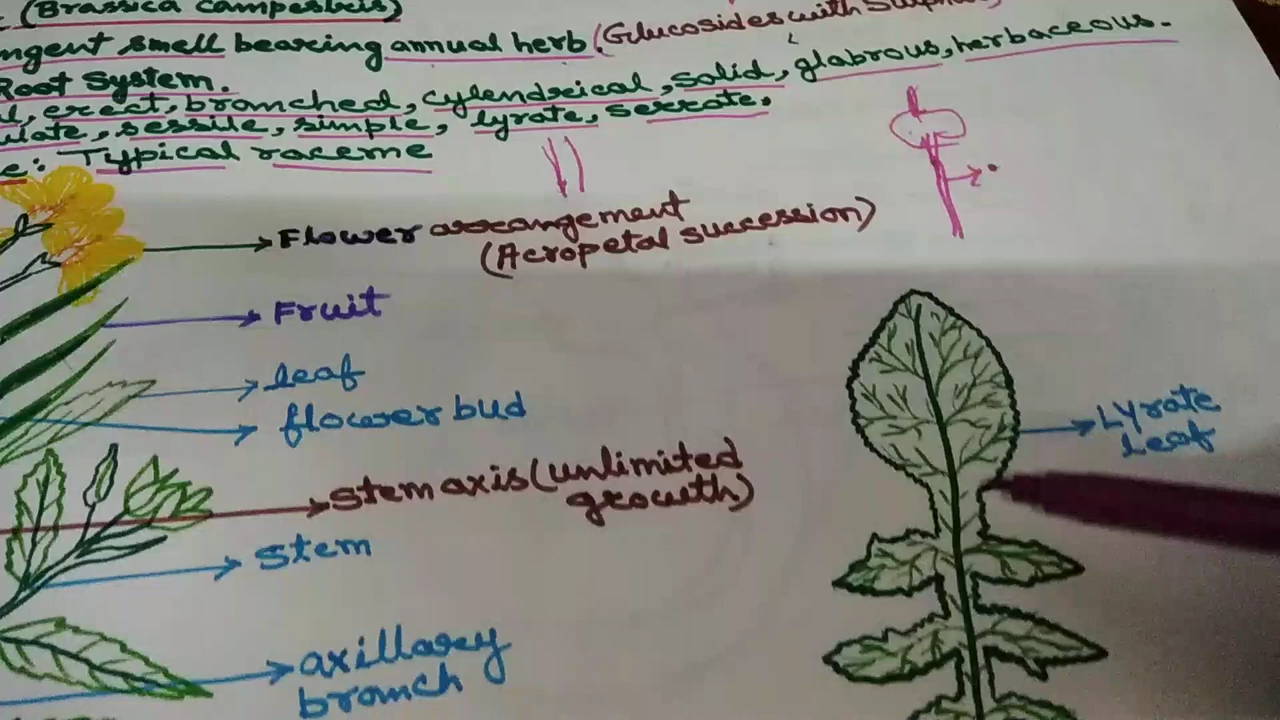 (Brassica campestris)
ngent smell bearing annual herb (Glucosides with Sulphur)
Root System.
l, erect, branched, cylendrical, solid, glabrous, herbaceous.
ulate, sessile, simple, lyrate, serrate.
e: Typical raceme
Flower arrangement
(Acropetal succession)
Fruit
leaf
flower bud
Lyrate
leaf
Stem axis (unlimited
growth)
Stem
axillary
branch